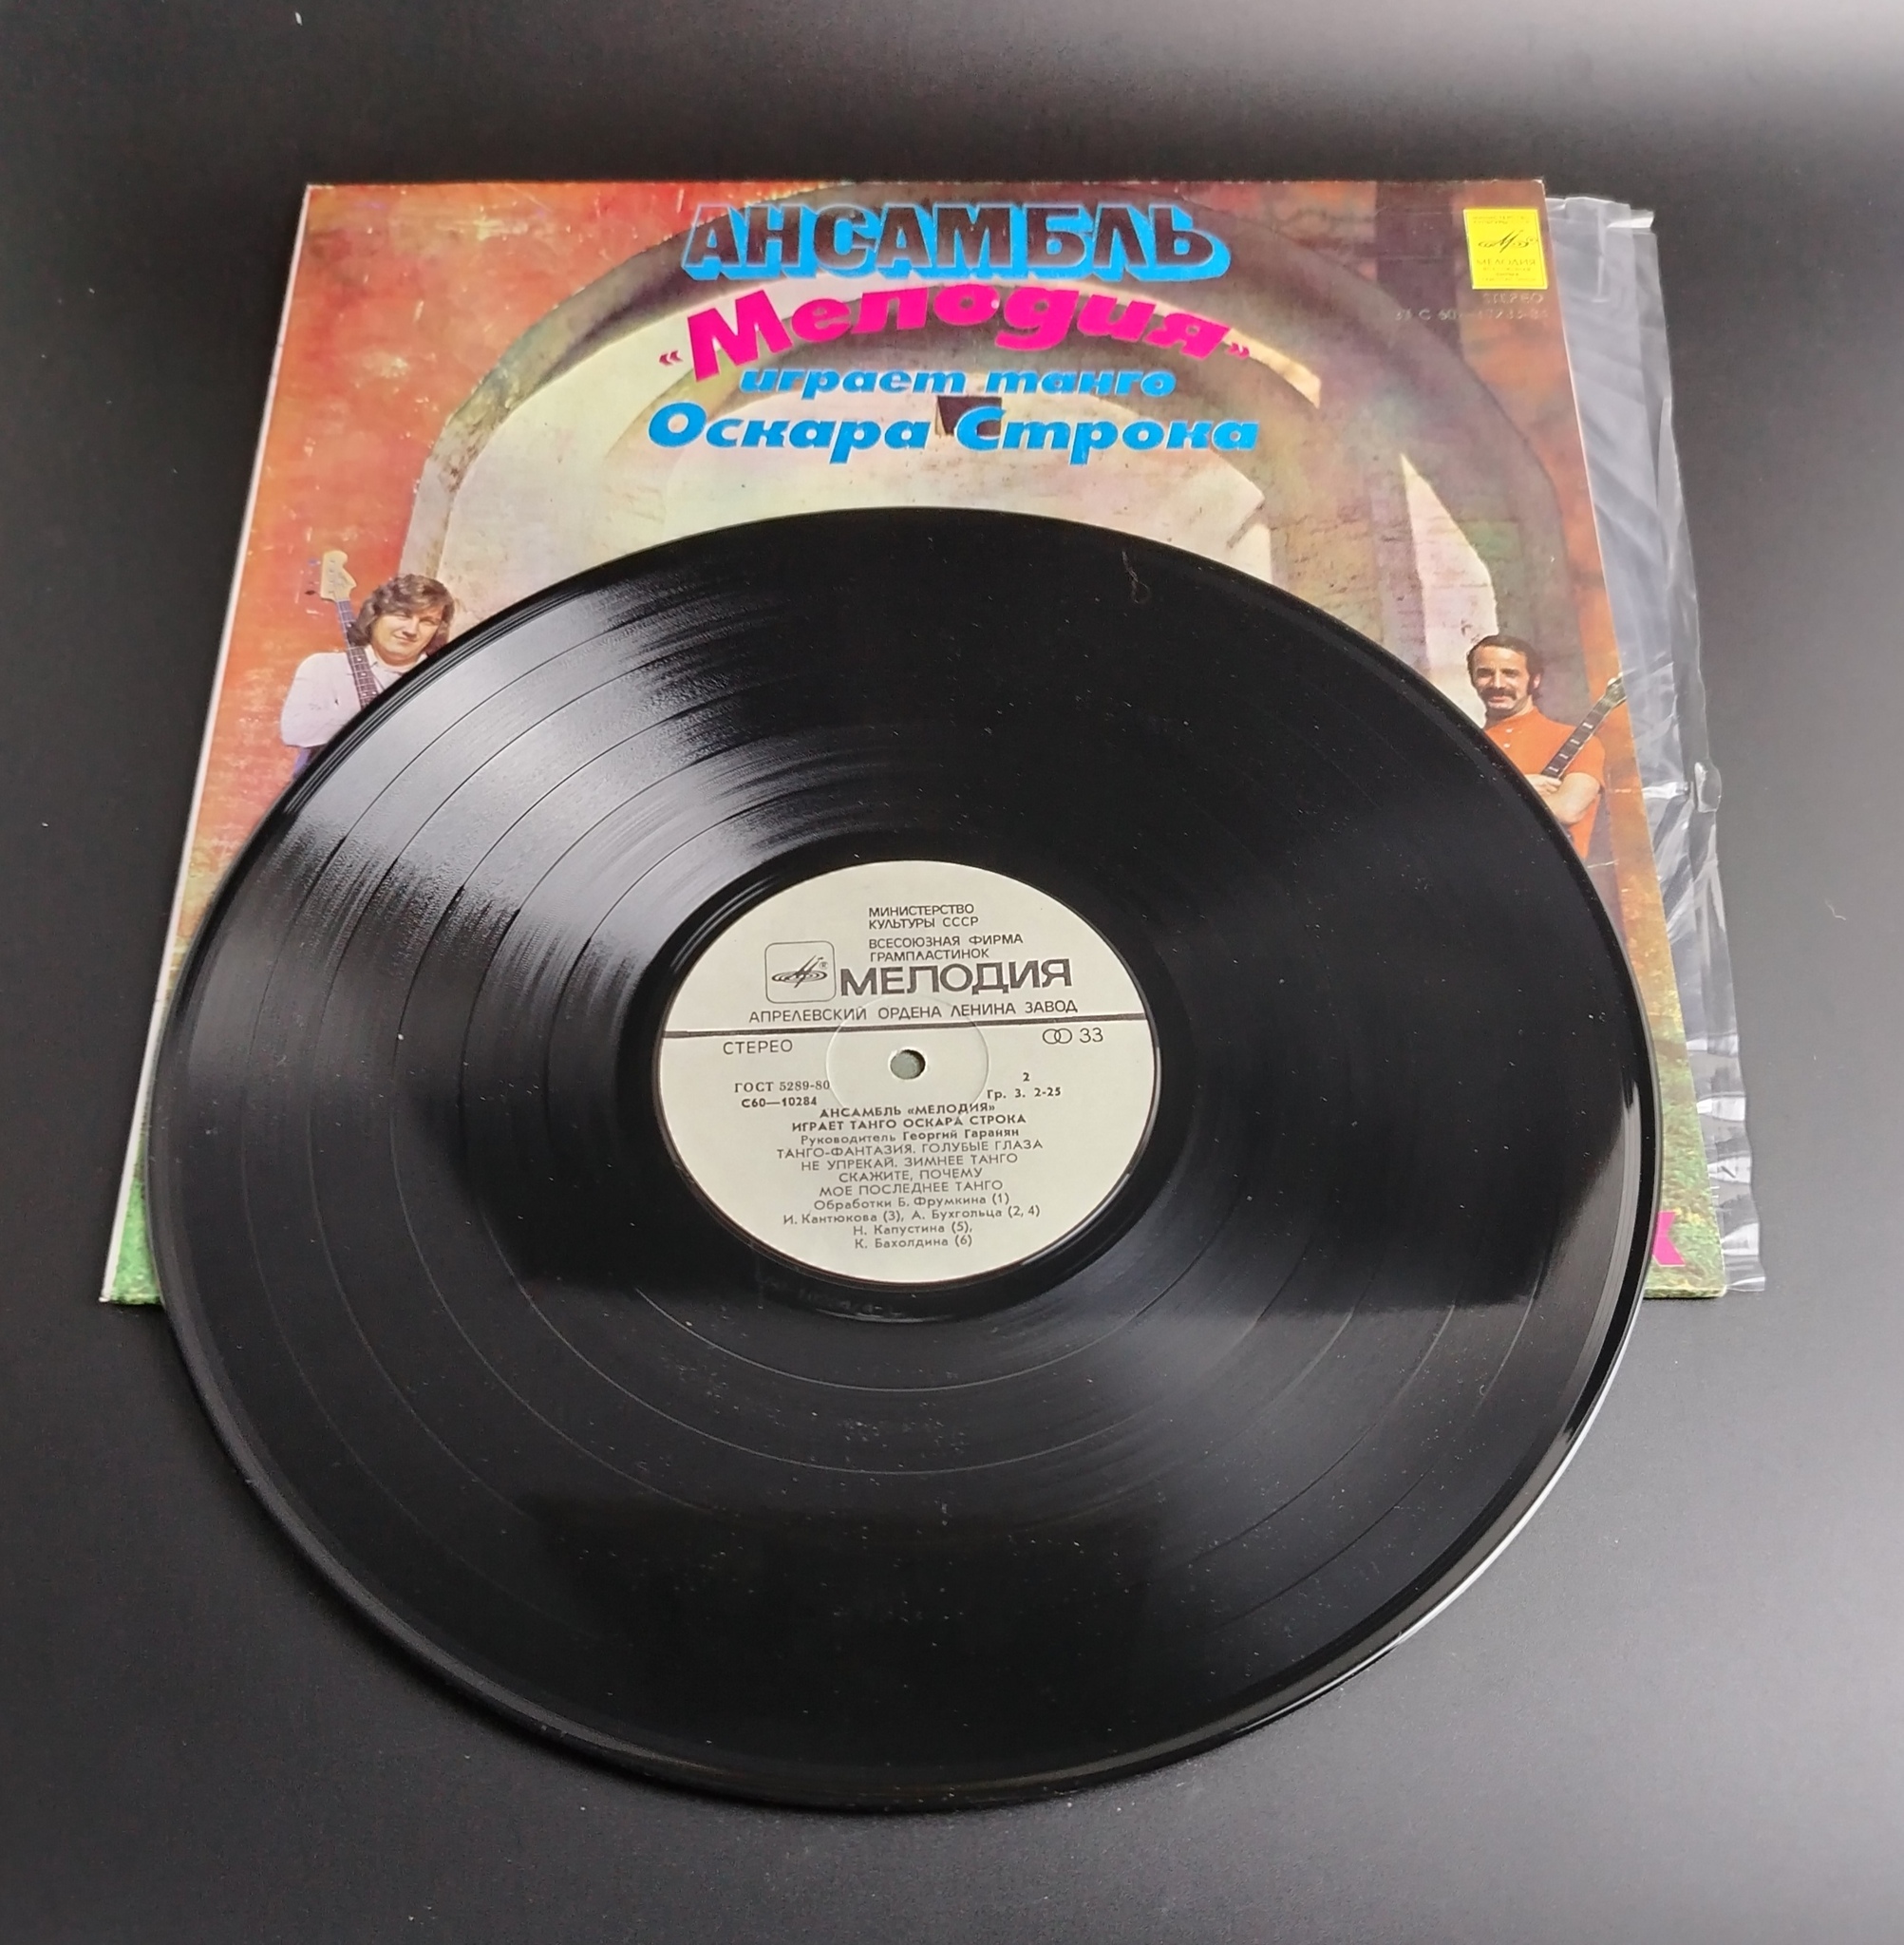 АНСАМБЛЬ
«Мелодия»
играет танго
Оскара Строка
МЕЛОДИЯ
СТЕРЕО
МИНИСТЕРСТВО
КУЛЬТУРЫ СССР
ВСЕСОЮЗНАЯ ФИРМА
ГРАМПЛАСТИНОК
МЕЛОДИЯ
АПРЕЛЕВСКИЙ ОРДЕНА ЛЕНИНА ЗАВОД
СТЕРЕО 33
ГОСТ 5289-80 2
С60—10284 Гр. 3. 2-25
АНСАМБЛЬ «МЕЛОДИЯ»
ИГРАЕТ ТАНГО ОСКАРА СТРОКА
Руководитель Георгий Гаранян
ТАНГО-ФАНТАЗИЯ. ГОЛУБЫЕ ГЛАЗА
НЕ УПРЕКАЙ. ЗИМНЕЕ ТАНГО
СКАЖИТЕ, ПОЧЕМУ
МОЕ ПОСЛЕДНЕЕ ТАНГО
Обработки Б. Фрумкина (1)
И. Кантюкова (3), А. Бухгольца (2, 4)
Н. Капустина (5),
К. Бахолдина (6)